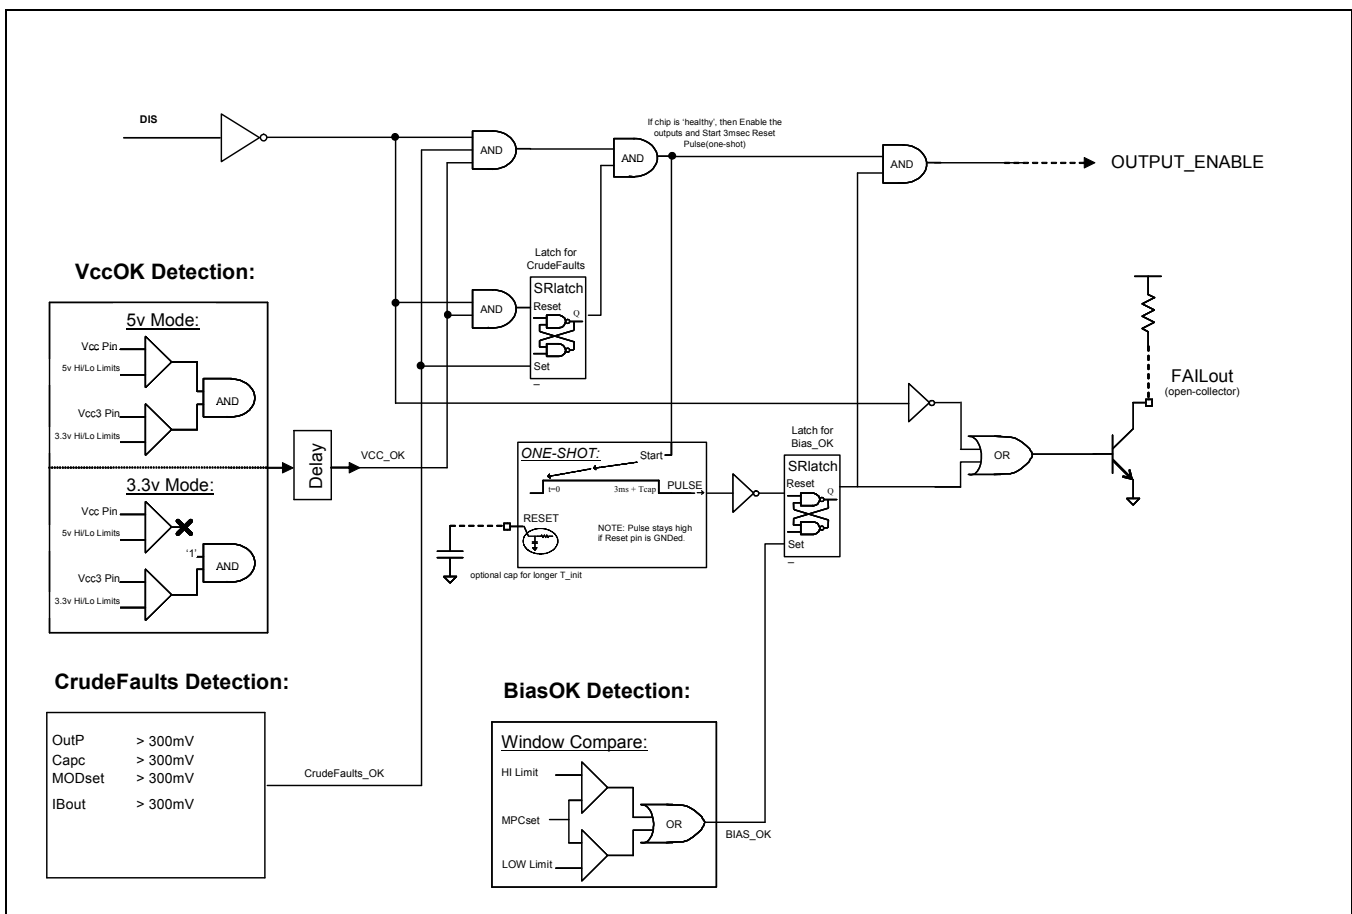 DIS
If chip is 'healthy', then Enable the
outputs and Start 3msec Reset
Pulse(one-shot)
AND
AND
AND
OUTPUT_ENABLE
Latch for
CrudeFaults
VccOK Detection:
SRlatch
Reset
Q
AND
Set
5v Mode:
Vcc Pin
5v Hi/Lo Limits
AND
Vcc3 Pin
3.3v Hi/Lo Limits
FAILout
(open-collector)
Delay
VCC_OK
3.3v Mode:
Vcc Pin
5v Hi/Lo Limits
'1'
AND
Vcc3 Pin
3.3v Hi/Lo Limits
ONE-SHOT:
Start
t=0
3ms + Tcap
PULSE
RESET
NOTE: Pulse stays high
if Reset pin is GNDed.
optional cap for longer T_init
Latch for
Bias_OK
SRlatch
Reset
Q
Set
OR
CrudeFaults Detection:
OutP > 300mV
Capc > 300mV
MODset > 300mV
IBout > 300mV
CrudeFaults_OK
BiasOK Detection:
Window Compare:
HI Limit
MPCset
LOW Limit
OR
BIAS_OK